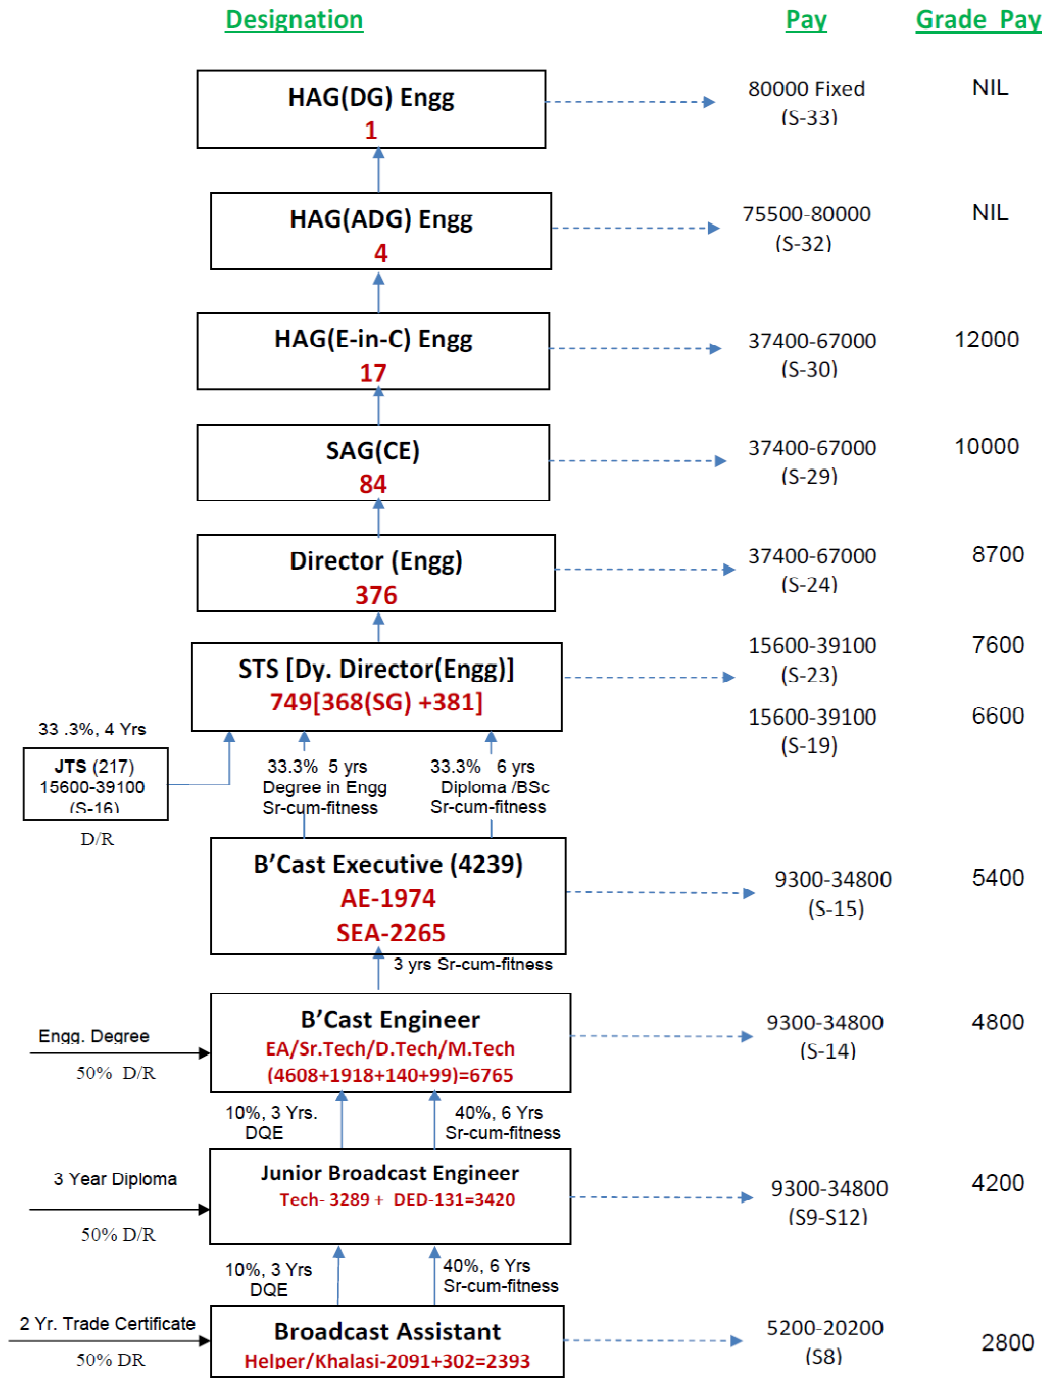 Designation Pay Grade Pay
HAG(DG) Engg
1
80000 Fixed
(S-33)
NIL
HAG(ADG) Engg
4
75500-80000
(S-32)
NIL
HAG(E-in-C) Engg
17
37400-67000
(S-30)
12000
SAG(CE)
84
37400-67000
(S-29)
10000
Director (Engg)
376
37400-67000
(S-24)
8700
STS [Dy. Director(Engg)]
749[368(SG) +381]
15600-39100
(S-23)
7600
15600-39100
(S-19)
6600
33 .3%, 4 Yrs
JTS (217)
15600-39100
(S-16)
D/R
33.3% 5 yrs
Degree in Engg
Sr-cum-fitness
33.3% 6 yrs
Diploma /BSc
Sr-cum-fitness
B'Cast Executive (4239)
AE-1974
SEA-2265
9300-34800
(S-15)
5400
3 yrs Sr-cum-fitness
Engg. Degree
50% D/R
B'Cast Engineer
EA/Sr.Tech/D.Tech/M.Tech
(4608+1918+140+99)=6765
9300-34800
(S-14)
4800
10%, 3 Yrs.
DQE
40%, 6 Yrs
Sr-cum-fitness
3 Year Diploma
50% D/R
Junior Broadcast Engineer
Tech- 3289 + DED-131=3420
9300-34800
(S9-S12)
4200
10%, 3 Yrs
DQE
40%, 6 Yrs
Sr-cum-fitness
2 Yr. Trade Certificate
50% DR
Broadcast Assistant
Helper/Khalasi-2091+302=2393
5200-20200
(S8)
2800